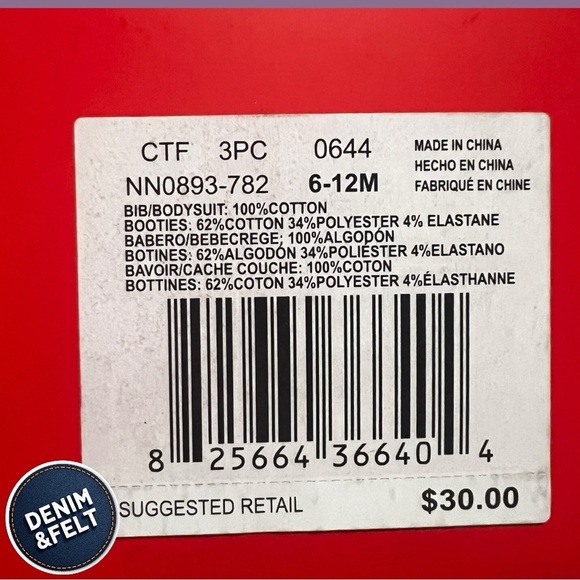 CTF 3PC 0644
MADE IN CHINA
HECHO EN CHINA
FABRIQUÉ EN CHINE
NN0893-782 6-12M
BIB/BODYSUIT: 100%COTTON
BOOTIES: 62%COTTON 34%POLYESTER 4% ELASTANE
BABERO/BEBECREGE: 100%ALGODÓN
BOTINES: 62%ALGODÓN 34%POLIÉSTER 4%ELASTANO
BAVOIR/CACHE COUCHE: 100%COTON
BOTTINES: 62%COTON 34%POLYESTER 4%ÉLASTHANNE
8 25664 36640 4
SUGGESTED RETAIL $30.00
DENIM
&FELT